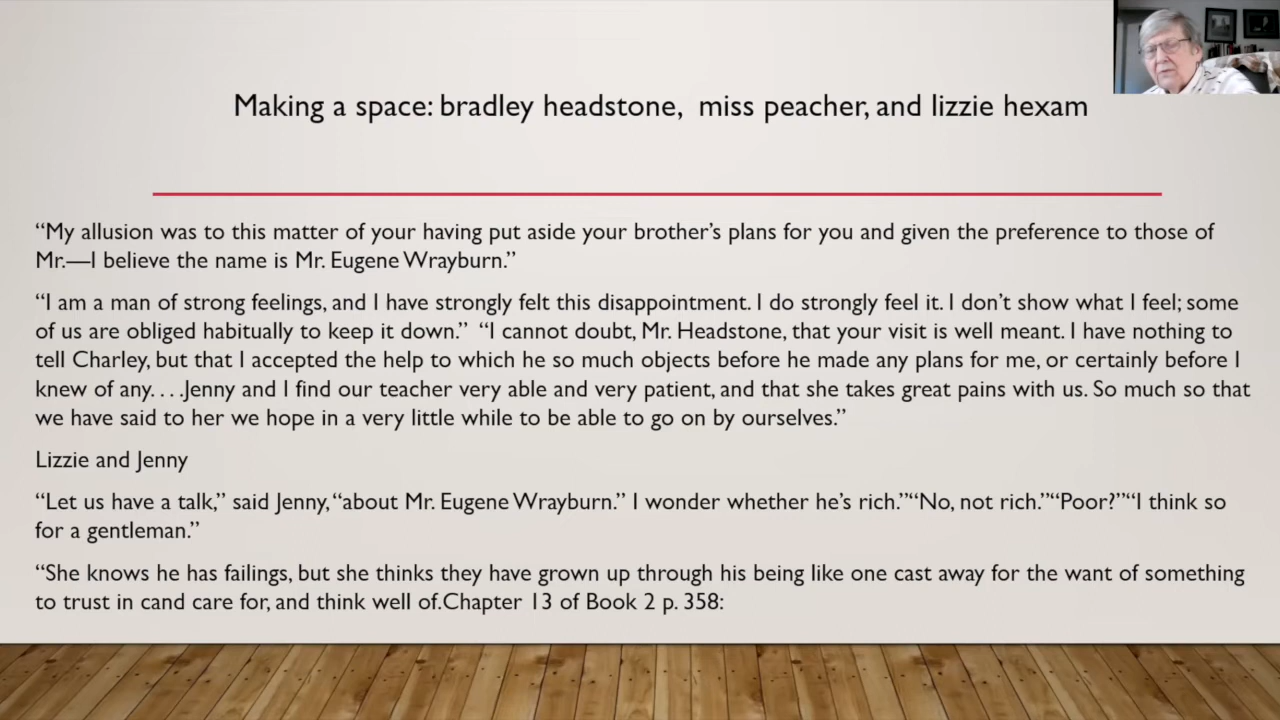 Making a space: bradley headstone,  miss peacher, and lizzie hexam
“My allusion was to this matter of your having put aside your brother’s plans for you and given the preference to those of
Mr.—I believe the name is Mr. Eugene Wrayburn.”
“I am a man of strong feelings, and I have strongly felt this disappointment. I do strongly feel it. I don’t show what I feel; some
of us are obliged habitually to keep it down.”  “I cannot doubt, Mr. Headstone, that your visit is well meant. I have nothing to
tell Charley, but that I accepted the help to which he so much objects before he made any plans for me, or certainly before I
knew of any. . . .Jenny and I find our teacher very able and very patient, and that she takes great pains with us. So much so that
we have said to her we hope in a very little while to be able to go on by ourselves.”
Lizzie and Jenny
“Let us have a talk,” said Jenny, “about Mr. Eugene Wrayburn.” I wonder whether he’s rich.”“No, not rich.”“Poor?”“I think so
for a gentleman.”
“She knows he has failings, but she thinks they have grown up through his being like one cast away for the want of something
to trust in cand care for, and think well of.Chapter 13 of Book 2 p. 358: